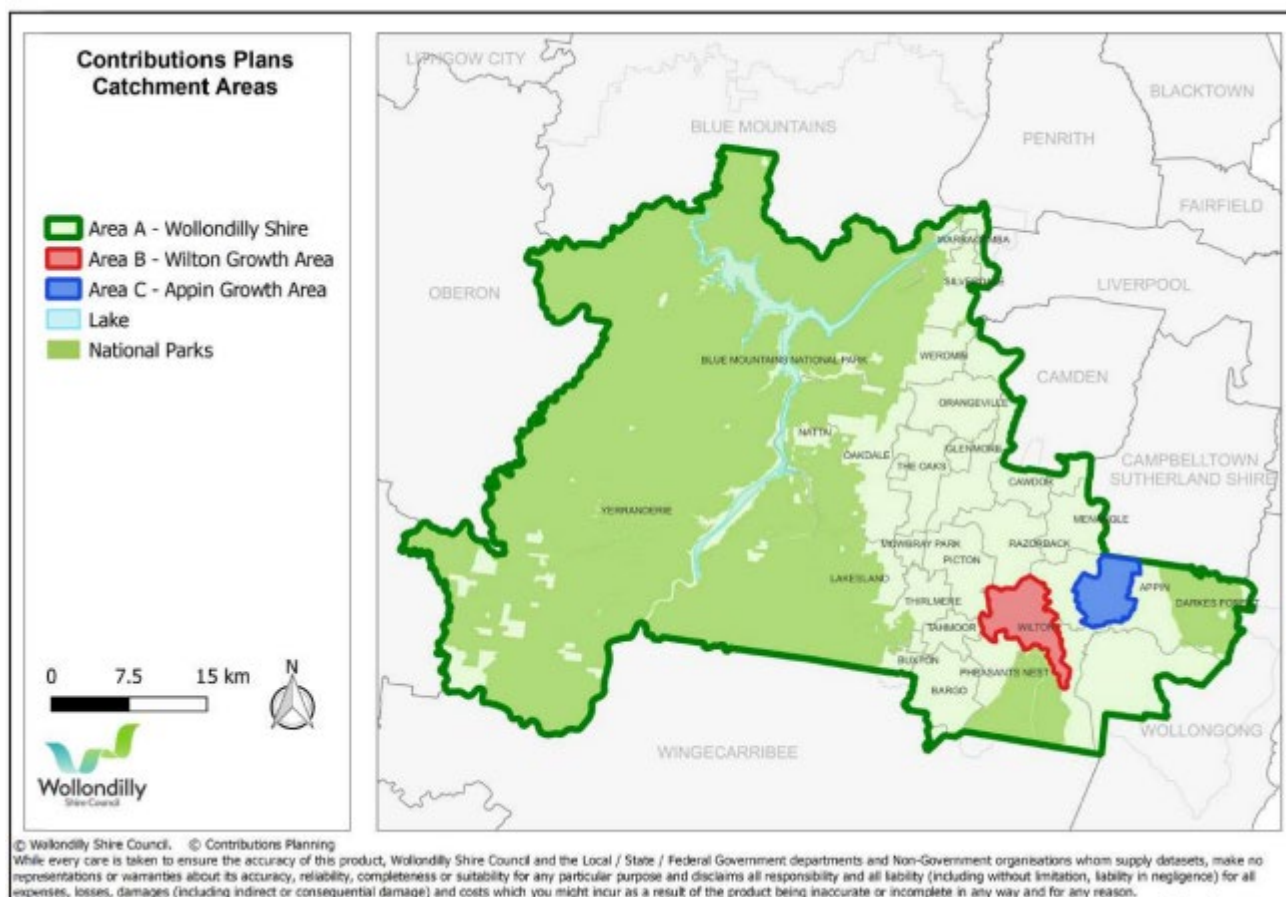 Contributions Plans
Catchment Areas
Area A - Wollondilly Shire
Area B - Wilton Growth Area
Area C - Appin Growth Area
Lake
National Parks
0 7.5 15 km
N
Wollondilly
Shire Council
LITHGOW CITY
BLACKTOWN
BLUE MOUNTAINS
PENRITH
FAIRFIELD
WARRAGAMBA
SILVERDALE
LIVERPOOL
OBERON
BLUE MOUNTAINS NATIONAL PARK
WEROMBI
CAMDEN
ORANGEVILLE
NATTAI
GLENMORE
OAKDALE
THE OAKS
CAMPBELLTOWN
SUTHERLAND SHIRE
CAWDOR
YERRANDERIE
MENANGLE
MOWBRAY PARK
RAZORBACK
PICTON
LAKESLAND
APPIN
THIRLMERE
DARKES FOREST
TAHMOOR
WILTON
BUXTON
PHEASANTS NEST
BARGO
WOLLONGONG
WINGECARRIBEE
© Wollondilly Shire Council. © Contributions Planning
While every care is taken to ensure the accuracy of this product, Wollondilly Shire Council and the Local / State / Federal Government departments and Non-Government organisations whom supply datasets, make no
representations or warranties about its accuracy, reliability, completeness or suitability for any particular purpose and disclaims all responsibility and all liability (including without limitation, liability in negligence) for all
expenses, losses, damages (including indirect or consequential damage) and costs which you might incur as a result of the product being inaccurate or incomplete in any way and for any reason.